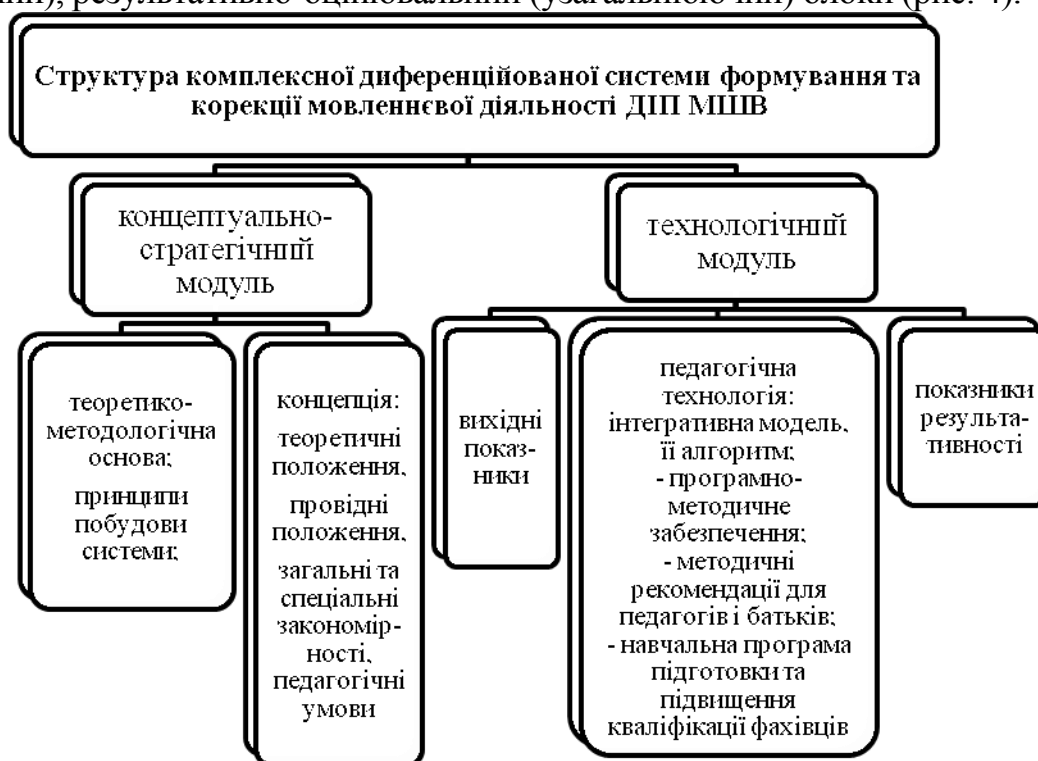 результативно-оцінювальний (узагальнюючий) блоки (рис. 4).
Структура комплексної диференційованої системи формування та
корекції мовленнєвої діяльності ДІП МШВ
концептуально-
стратегічний
модуль
технологічний
модуль
теоретико-
методологічна
основа;
принципи
побудови
системи;
концепція:
теоретичні
положення,
провідні
положення,
загальні та
спеціальні
закономір-
ності,
педагогічні
умови
вихідні
показ-
ники
педагогічна
технологія:
інтегративна модель,
її алгоритм;
- програмно-
методичне
забезпечення;
- методичні
рекомендації для
педагогів і батьків;
- навчальна програма
підготовки та
підвищення
кваліфікації фахівців
показники
результа-
тивності